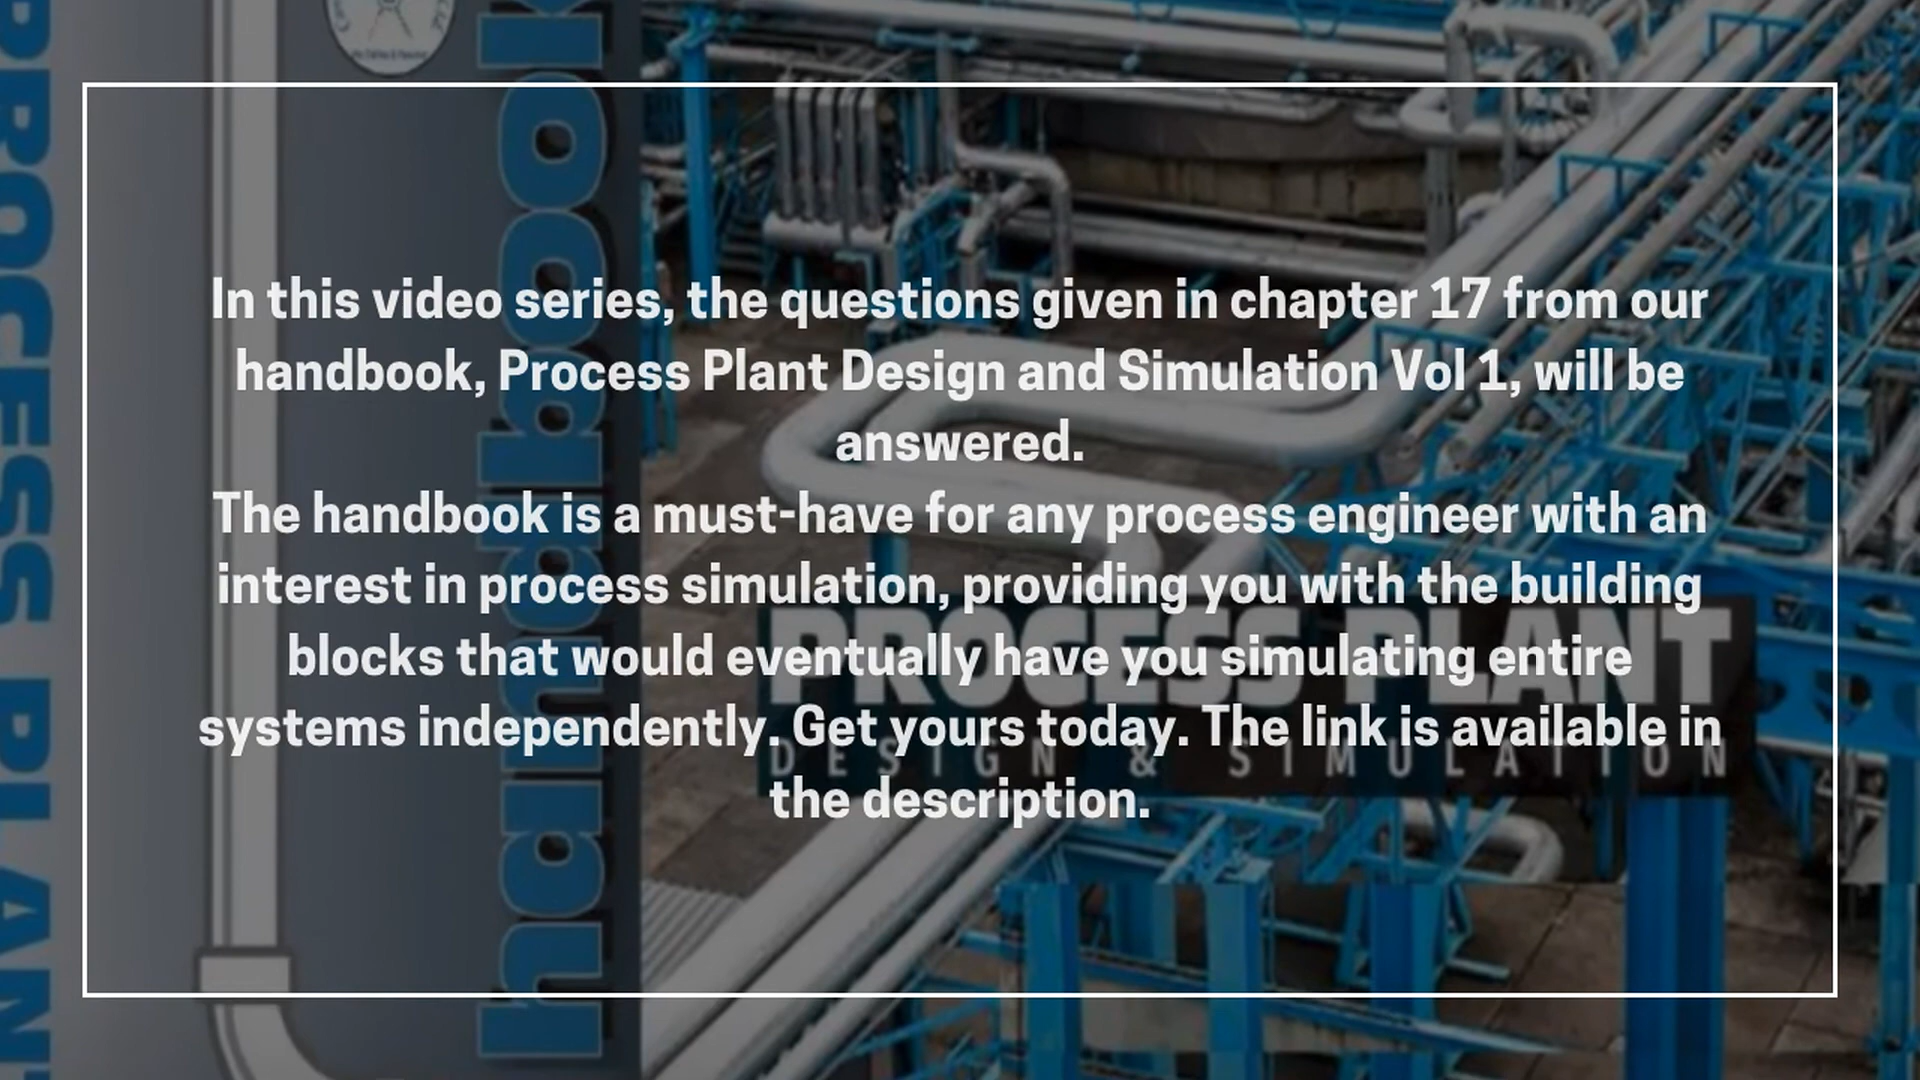 In this video series, the questions given in chapter 17 from our
handbook, Process Plant Design and Simulation Vol 1, will be
answered.
The handbook is a must-have for any process engineer with an
interest in process simulation, providing you with the building
blocks that would eventually have you simulating entire
systems independently. Get yours today. The link is available in
the description.
PROCESS PLANT
DESIGN & SIMULATION
handbook
PROCESS PLANT